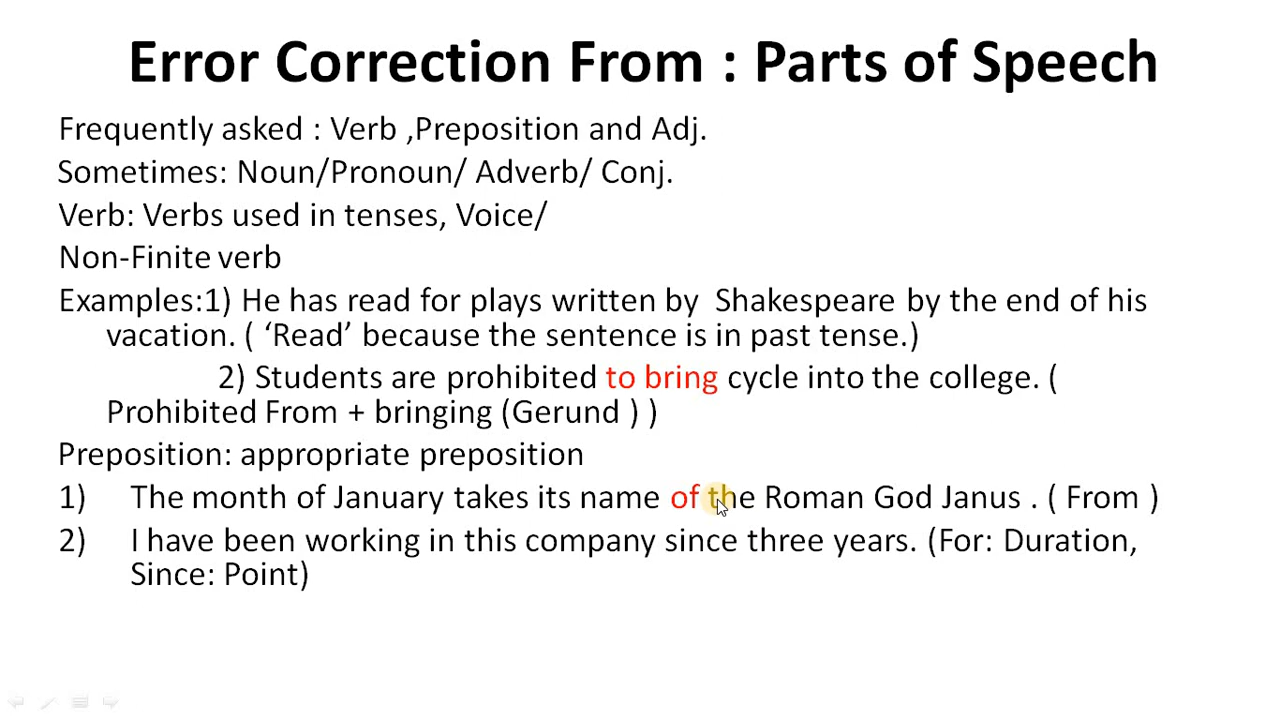 Error Correction From : Parts of Speech
Frequently asked : Verb ,Preposition and Adj.
Sometimes: Noun/Pronoun/ Adverb/ Conj.
Verb: Verbs used in tenses, Voice/
Non-Finite verb
Examples:1) He has read for plays written by Shakespeare by the end of his
vacation. ( ‘Read’ because the sentence is in past tense.)
2) Students are prohibited to bring cycle into the college. (
Prohibited From + bringing (Gerund ) )
Preposition: appropriate preposition
1) The month of January takes its name of the Roman God Janus . ( From )
2) I have been working in this company since three years. (For: Duration,
Since: Point)